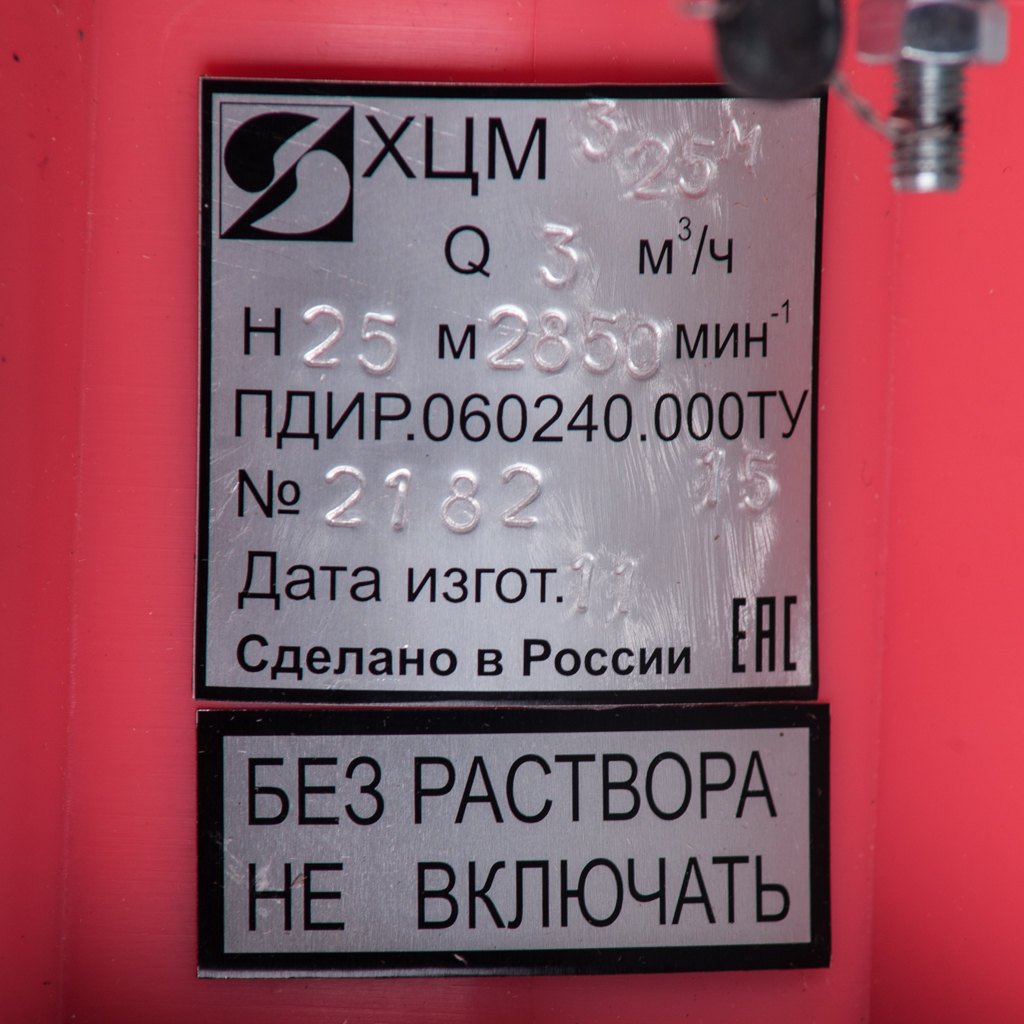 ХЦМ 3 25М
Q 3 м³/ч
Н 25 м 2850 мин⁻¹
ПДИР.060240.000ТУ
№ 2182 15
Дата изгот. 11
Сделано в России ЕАС
БЕЗ РАСТВОРА
НЕ ВКЛЮЧАТЬ